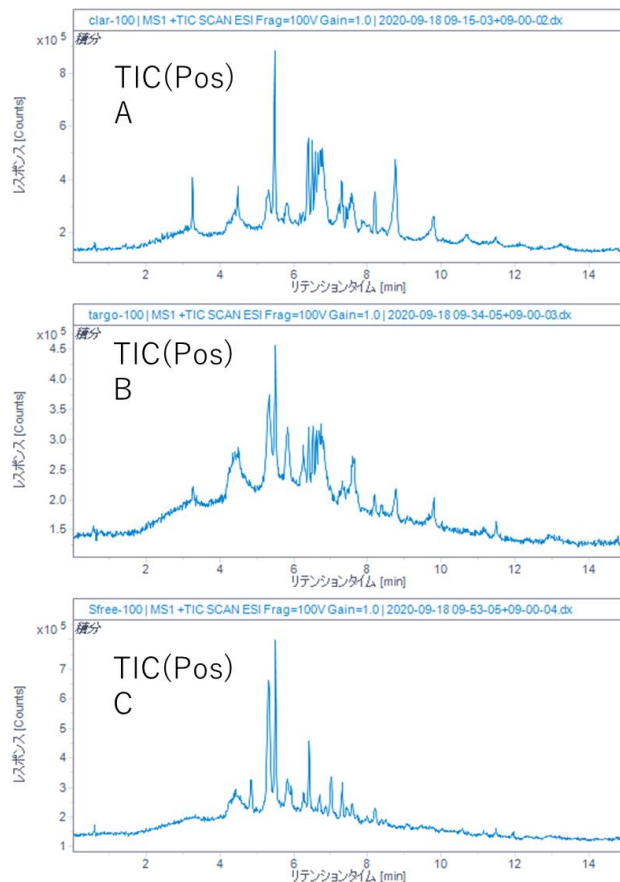 clar-100 | MS1 +TIC SCAN ESI Frag=100V Gain=1.0 | 2020-09-18 09-15-03+09-00-02.dx
x10 5
積分
TIC(Pos)
A
レスポンス [Counts]
8
6
4
2
2 4 6 8 10 12 14
リテンションタイム [min]
targo-100 | MS1 +TIC SCAN ESI Frag=100V Gain=1.0 | 2020-09-18 09-34-05+09-00-03.dx
x10 5
積分
TIC(Pos)
B
レスポンス [Counts]
4.5
4.0
3.5
3.0
2.5
2.0
1.5
2 4 6 8 10 12 14
リテンションタイム [min]
Sfree-100 | MS1 +TIC SCAN ESI Frag=100V Gain=1.0 | 2020-09-18 09-53-05+09-00-04.dx
x10 5
積分
TIC(Pos)
C
レスポンス [Counts]
7
6
5
4
3
2
1
2 4 6 8 10 12 14
リテンションタイム [min]